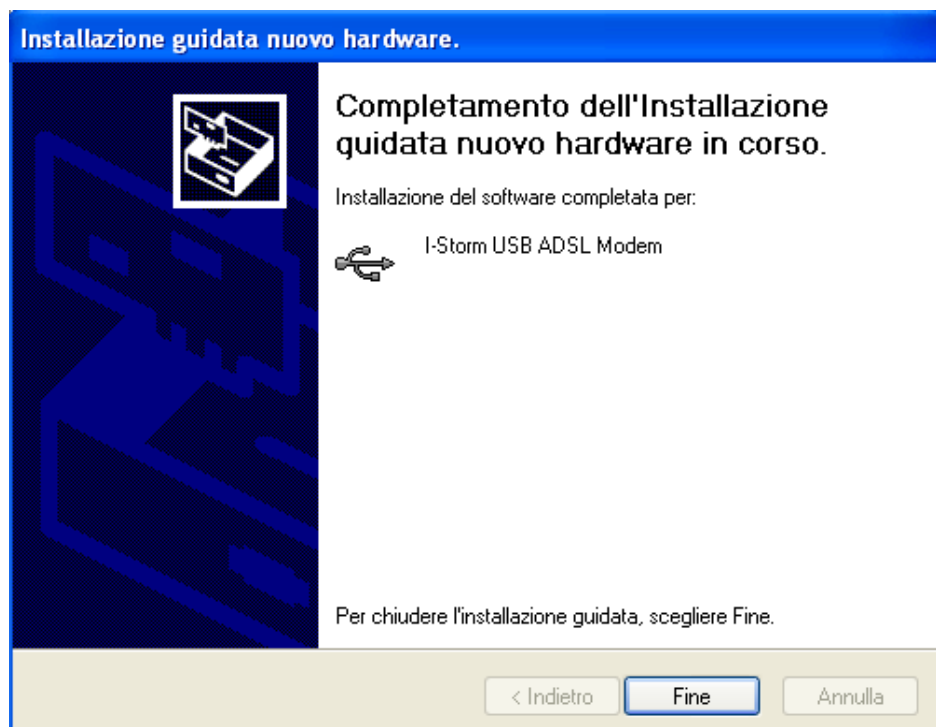 Installazione guidata nuovo hardware.
Completamento dell'Installazione
guidata nuovo hardware in corso.
Installazione del software completata per:
I-Storm USB ADSL Modem
Per chiudere l'installazione guidata, scegliere Fine.
< Indietro
Fine
Annulla